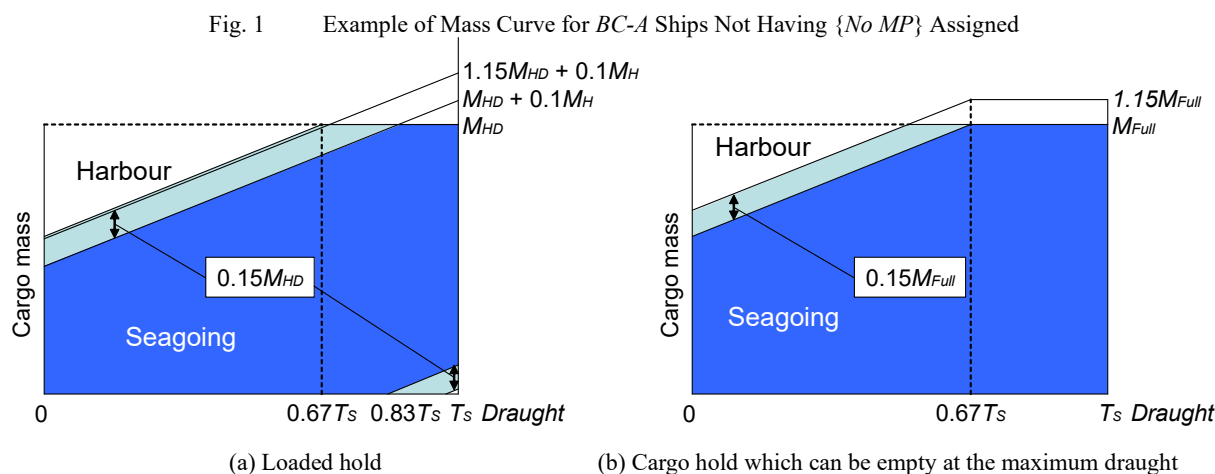 Fig. 1 Example of Mass Curve for BC-A Ships Not Having {No MP} Assigned
1.15MHD + 0.1MH
MHD + 0.1MH
MHD
Harbour
Cargo mass
0.15MHD
Seagoing
0 0.67TS 0.83TS TS Draught
(a) Loaded hold
1.15MFull
MFull
Harbour
Cargo mass
0.15MFull
Seagoing
0 0.67TS TS Draught
(b) Cargo hold which can be empty at the maximum draught